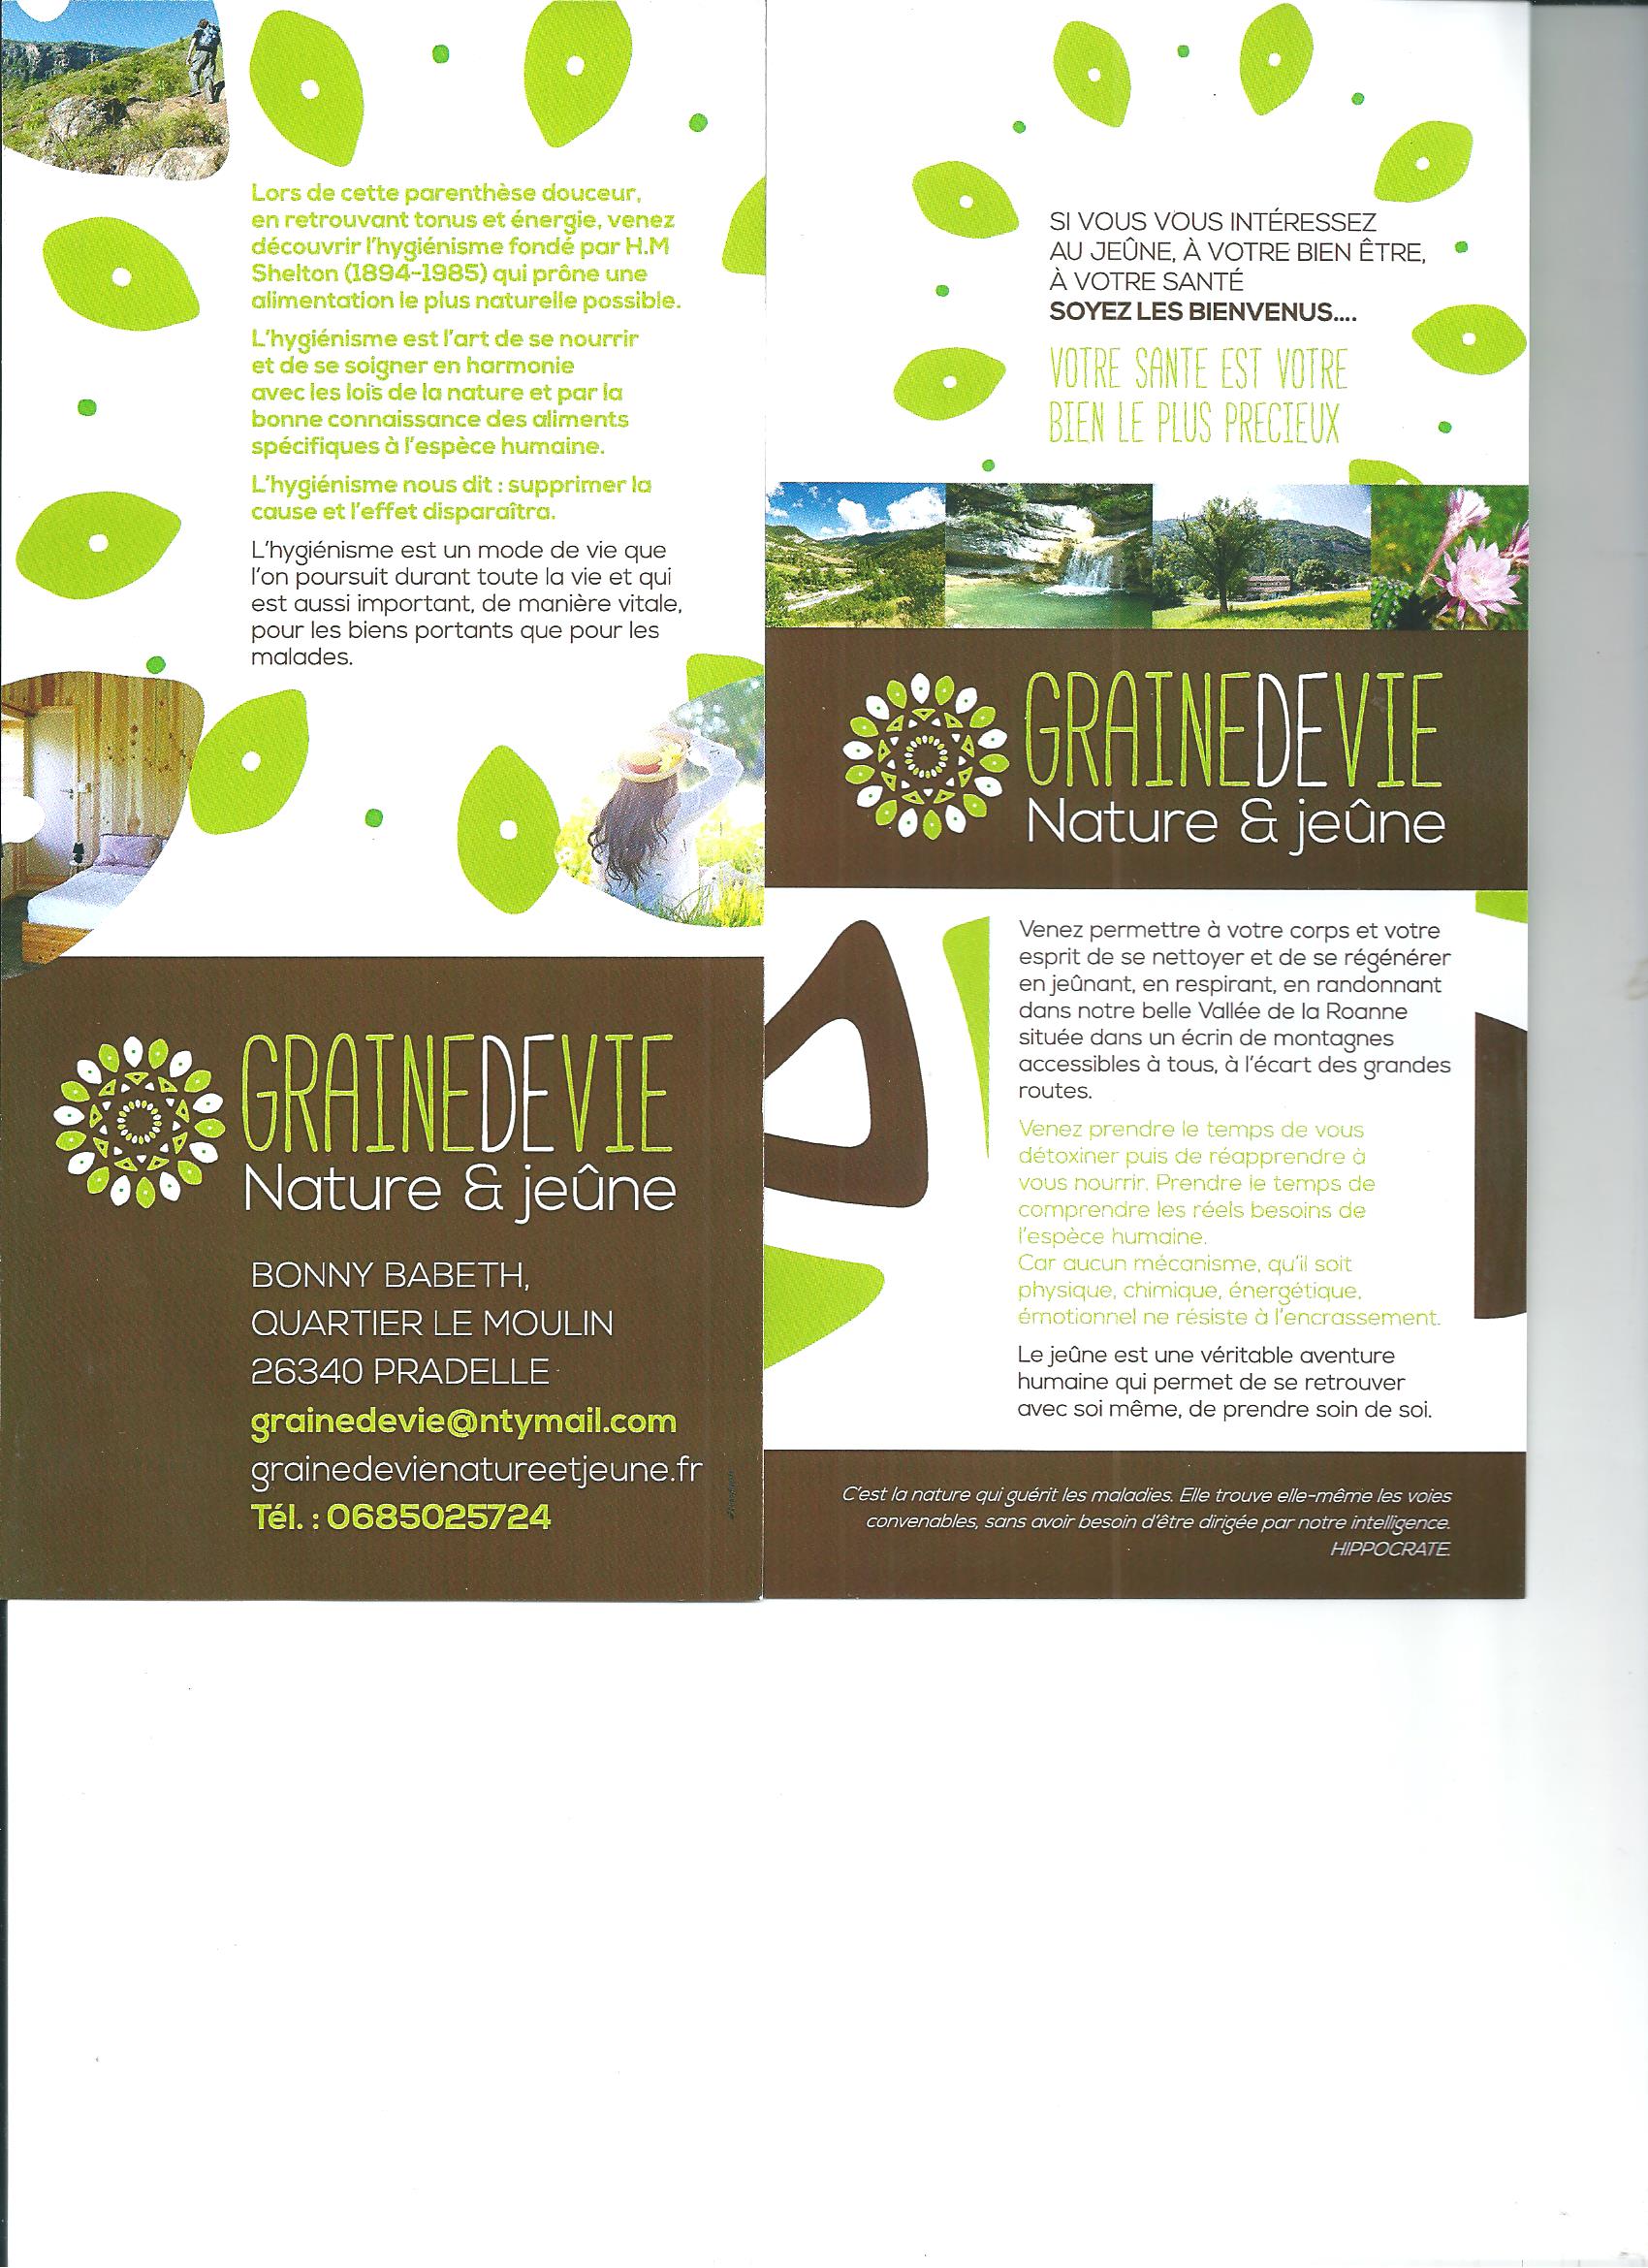 Lors de cette parenthèse douceur,
en retrouvant tonus et énergie, venez
découvrir l'hygiénisme fondé par H.M
Shelton (1894-1985) qui prône une
alimentation le plus naturelle possible.
L'hygiénisme est l'art de se nourrir
et de se soigner en harmonie
avec les lois de la nature et par la
bonne connaissance des aliments
spécifiques à l'espèce humaine.
L'hygiénisme nous dit : supprimer la
cause et l'effet disparaîtra.
L'hygiénisme est un mode de vie que
l'on poursuit durant toute la vie et qui
est aussi important, de manière vitale,
pour les biens portants que pour les
malades.
GRAINEDEVIE
Nature & jeûne
BONNY BABETH,
QUARTIER LE MOULIN
26340 PRADELLE
grainedevie@ntymail.com
grainedevienatureetjeune.fr
Tél. : 0685025724
SI VOUS VOUS INTÉRESSEZ
AU JEÛNE, À VOTRE BIEN ÊTRE,
À VOTRE SANTÉ
SOYEZ LES BIENVENUS....
VOTRE SANTE EST VOTRE
BIEN LE PLUS PRECIEUX
GRAINEDEVIE
Nature & jeûne
Venez permettre à votre corps et votre
esprit de se nettoyer et de se régénérer
en jeûnant, en respirant, en randonnant
dans notre belle Vallée de la Roanne
située dans un écrin de montagnes
accessibles à tous, à l'écart des grandes
routes.
Venez prendre le temps de vous
détoxiner puis de réapprendre à
vous nourrir. Prendre le temps de
comprendre les réels besoins de
l'espèce humaine.
Car aucun mécanisme, qu'il soit
physique, chimique, énergétique,
émotionnel ne résiste à l'encrassement.
Le jeûne est une véritable aventure
humaine qui permet de se retrouver
avec soi même, de prendre soin de soi.
C'est la nature qui guérit les maladies. Elle trouve elle-même les voies
convenables, sans avoir besoin d'être dirigée par notre intelligence.
HIPPOCRATE.